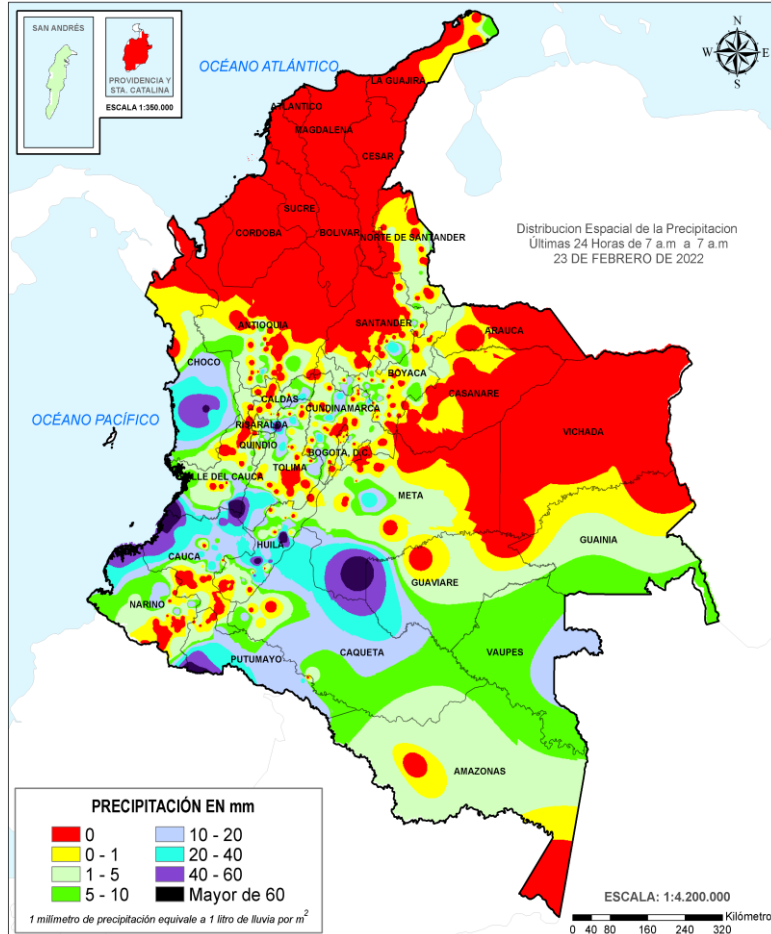 SAN ANDRÉS
PROVIDENCIA Y
STA. CATALINA
ESCALA 1:350.000
OCÉANO ATLÁNTICO
N
W
E
S
LA GUAJIRA
ATLANTICO
MAGDALENA
CESAR
SUCRE
CORDOBA
BOLIVAR
NORTE DE SANTANDER
Distribucion Espacial de la Precipitacion
Últimas 24 Horas de 7 a.m a 7 a.m
23 DE FEBRERO DE 2022
ANTIOQUIA
SANTANDER
ARAUCA
CHOCO
BOYACA
CASANARE
CALDAS
CUNDINAMARCA
OCÉANO PACÍFICO
RISARALDA
VICHADA
QUINDIO
BOGOTA, D.C.
TOLIMA
VALLE DEL CAUCA
META
GUAINIA
HUILA
CAUCA
GUAVIARE
NARINO
CAQUETA
VAUPES
PUTUMAYO
AMAZONAS
PRECIPITACIÓN EN mm
0
0 - 1
1 - 5
5 - 10
10 - 20
20 - 40
40 - 60
Mayor de 60
1 milímetro de precipitación equivale a 1 litro de lluvia por m²
ESCALA: 1:4.200.000
0 40 80 160 240 320 Kilómetro